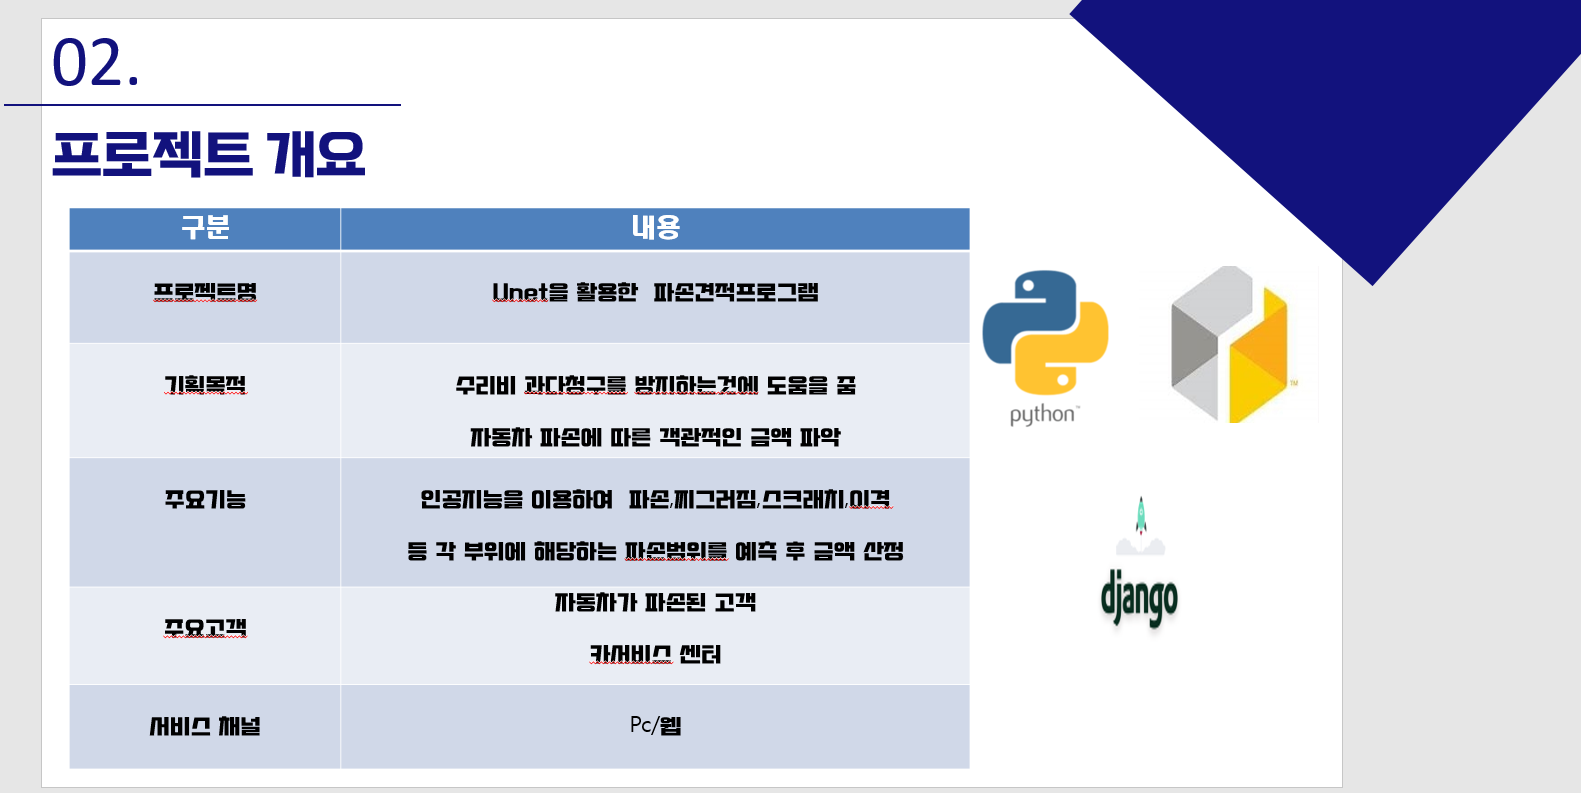 02.
프로젝트 개요
구분
내용
프로젝트명
Unet을 활용한 파손견적프로그램
기획목적
수리비 과다청구를 방지하는것에 도움을 줌
자동차 파손에 따른 객관적인 금액 파악
주요기능
인공지능을 이용하여 파손,찌그러짐,스크래치,이격
등 각 부위에 해당하는 파손범위를 예측 후 금액 산정
주요고객
자동차가 파손된 고객
카서비스 센터
서비스 채널
Pc/웹
python™
TM
django